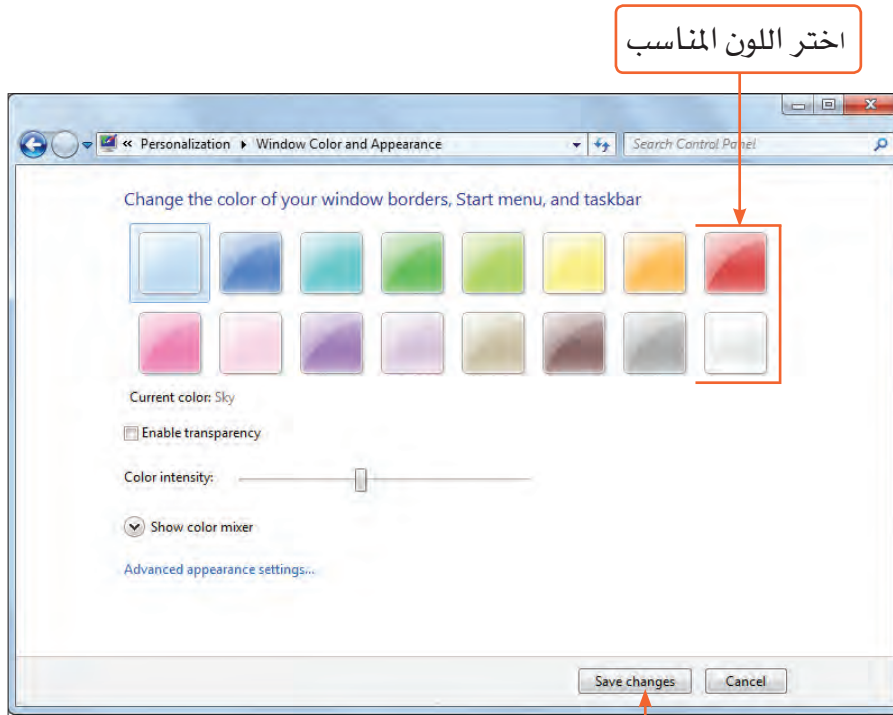 اختر اللون المناسب
« Personalization ▸ Window Color and Appearance
Search Control Panel
Change the color of your window borders, Start menu, and taskbar
Current color: Sky
Enable transparency
Color intensity:
Show color mixer
Advanced appearance settings...
Save changes
Cancel